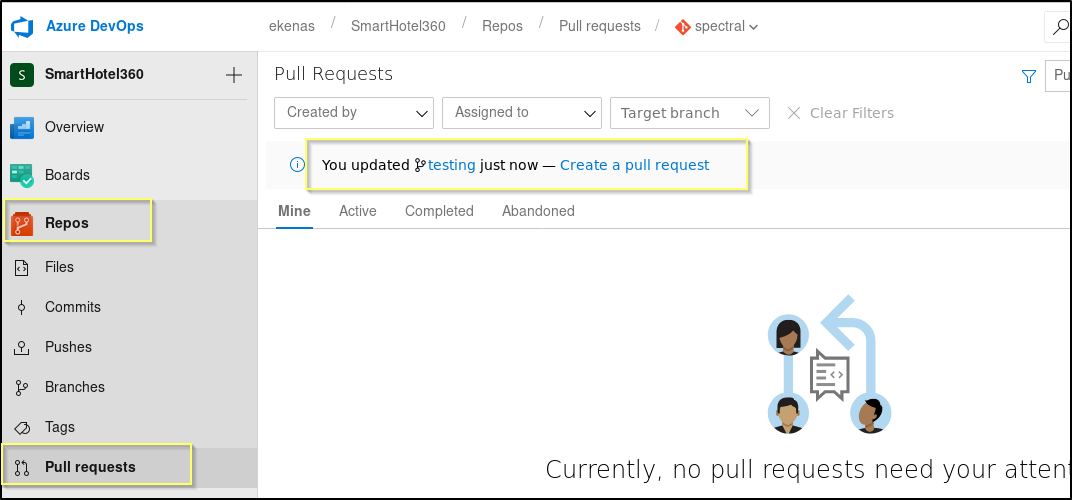 Azure DevOps
ekenas / SmartHotel360 / Repos / Pull requests / spectral
S SmartHotel360
Overview
Boards
Repos
Files
Commits
Pushes
Branches
Tags
Pull requests
Pull Requests
Pu
Created by
Assigned to
Target branch
Clear Filters
You updated testing just now — Create a pull request
Mine
Active
Completed
Abandoned
Currently, no pull requests need your attent